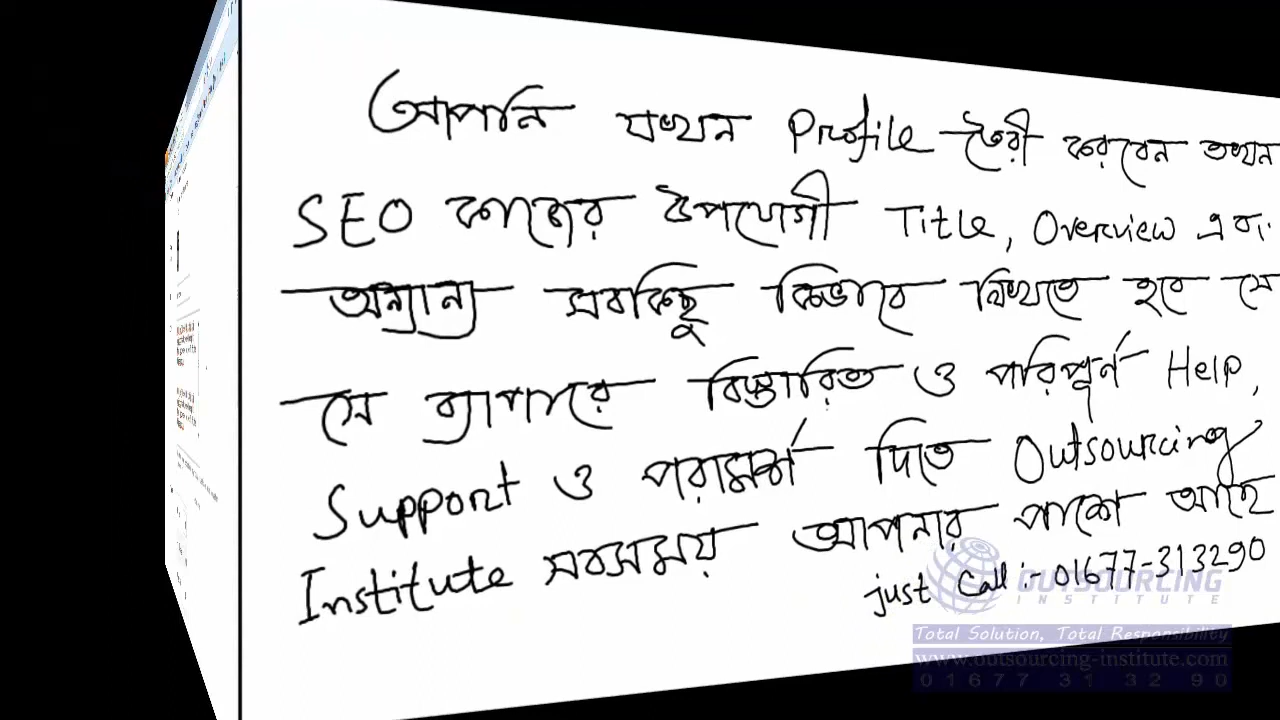 আপনি যখন Profile তৈরী করবেন তখন
SEO কাজের উপযোগী Title, Overview এবং
অন্যান্য সবকিছু কিভাবে লিখতে হবে সে
সে ব্যাপারে বিস্তারিত ও পরিপূর্ণ Help,
Support ও পরামর্শ দিতে Outsourcing
Institute সবসময় আপনার পাশে আছে
just Call :- 01677-313290
OUTSOURCING
INSTITUTE
Total Solution, Total Responsibility
www.outsourcing-institute.com
01677 31 32 90